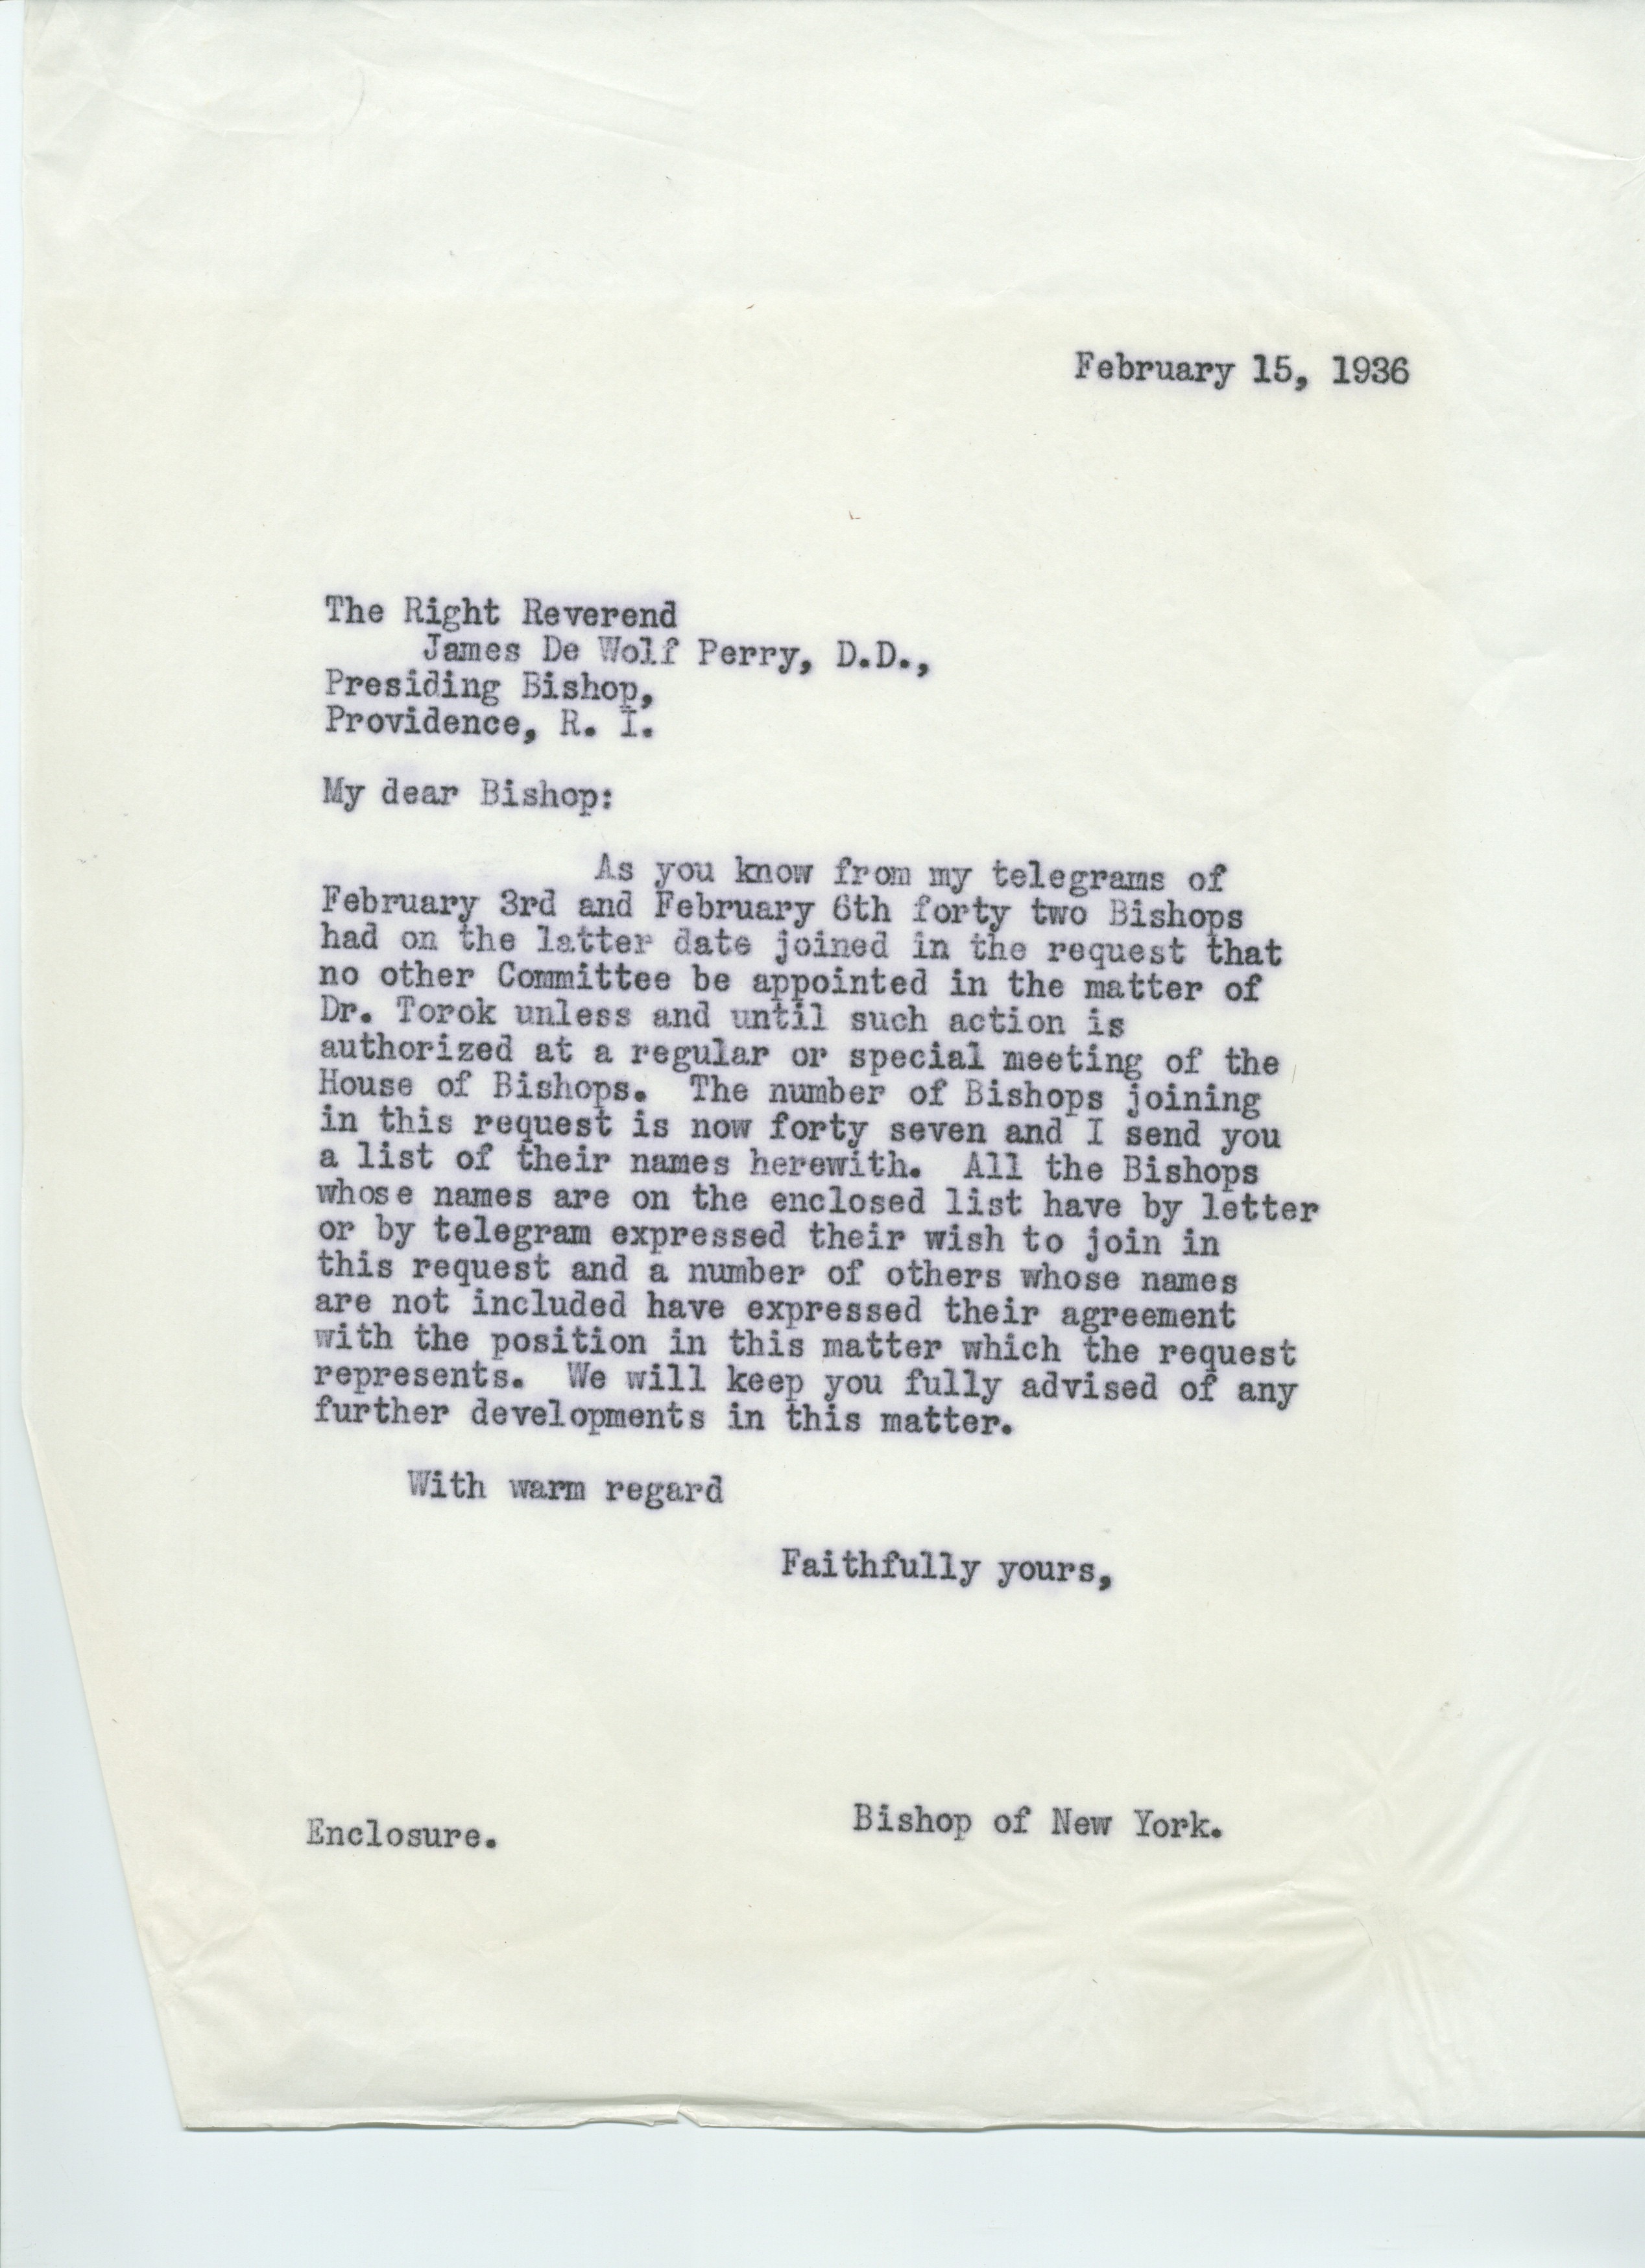 February 15, 1936
The Right Reverend
James De Wolf Perry, D.D.,
Presiding Bishop,
Providence, R. I.
My dear Bishop:
As you know from my telegrams of
February 3rd and February 6th forty two Bishops
had on the latter date joined in the request that
no other Committee be appointed in the matter of
Dr. Torok unless and until such action is
authorized at a regular or special meeting of the
House of Bishops. The number of Bishops joining
in this request is now forty seven and I send you
a list of their names herewith. All the Bishops
whose names are on the enclosed list have by letter
or by telegram expressed their wish to join in
this request and a number of others whose names
are not included have expressed their agreement
with the position in this matter which the request
represents. We will keep you fully advised of any
further developments in this matter.
With warm regard
Faithfully yours,
Bishop of New York.
Enclosure.